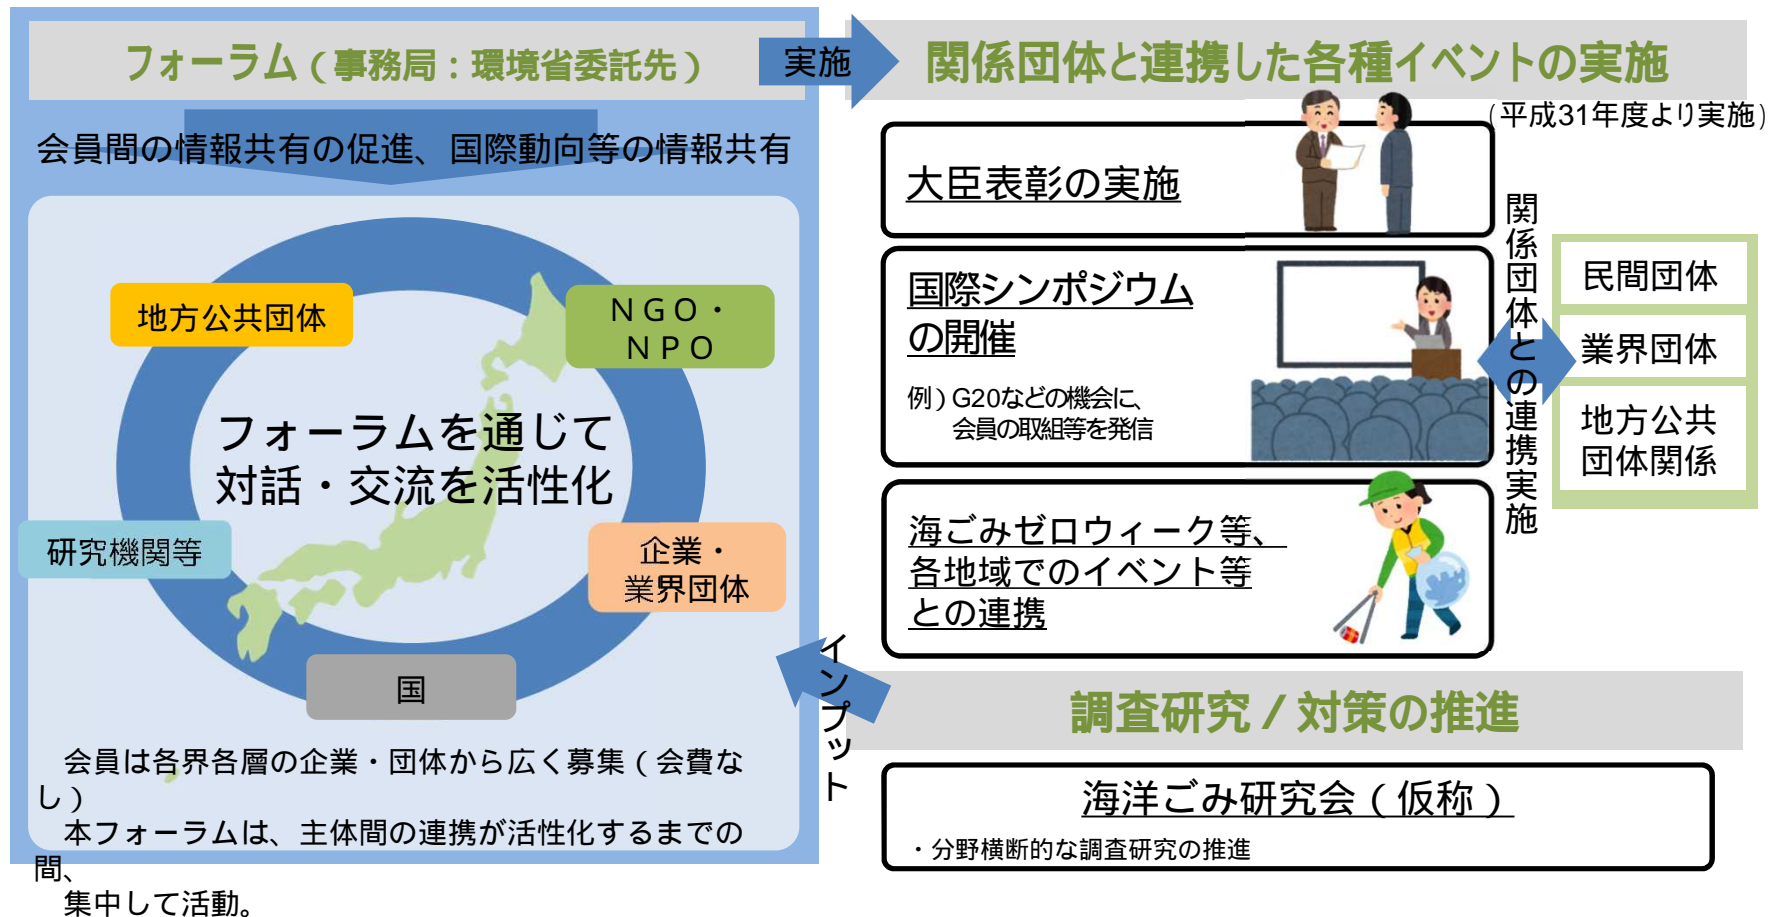 フォーラム（事務局：環境省委託先）
会員間の情報共有の促進、国際動向等の情報共有
地方公共団体
ＮＧＯ・
ＮＰＯ
フォーラムを通じて
対話・交流を活性化
研究機関等
企業・
業界団体
国
会員は各界各層の企業・団体から広く募集（会費な
し）
本フォーラムは、主体間の連携が活性化するまでの
間、
集中して活動。
実施
関係団体と連携した各種イベントの実施
(平成31年度より実施)
大臣表彰の実施
国際シンポジウム
の開催
例）G20などの機会に、
会員の取組等を発信
海ごみゼロウィーク等、
各地域でのイベント等
との連携
関係団体との連携実施
民間団体
業界団体
地方公共
団体関係
インプット
調査研究／対策の推進
海洋ごみ研究会（仮称）
・分野横断的な調査研究の推進